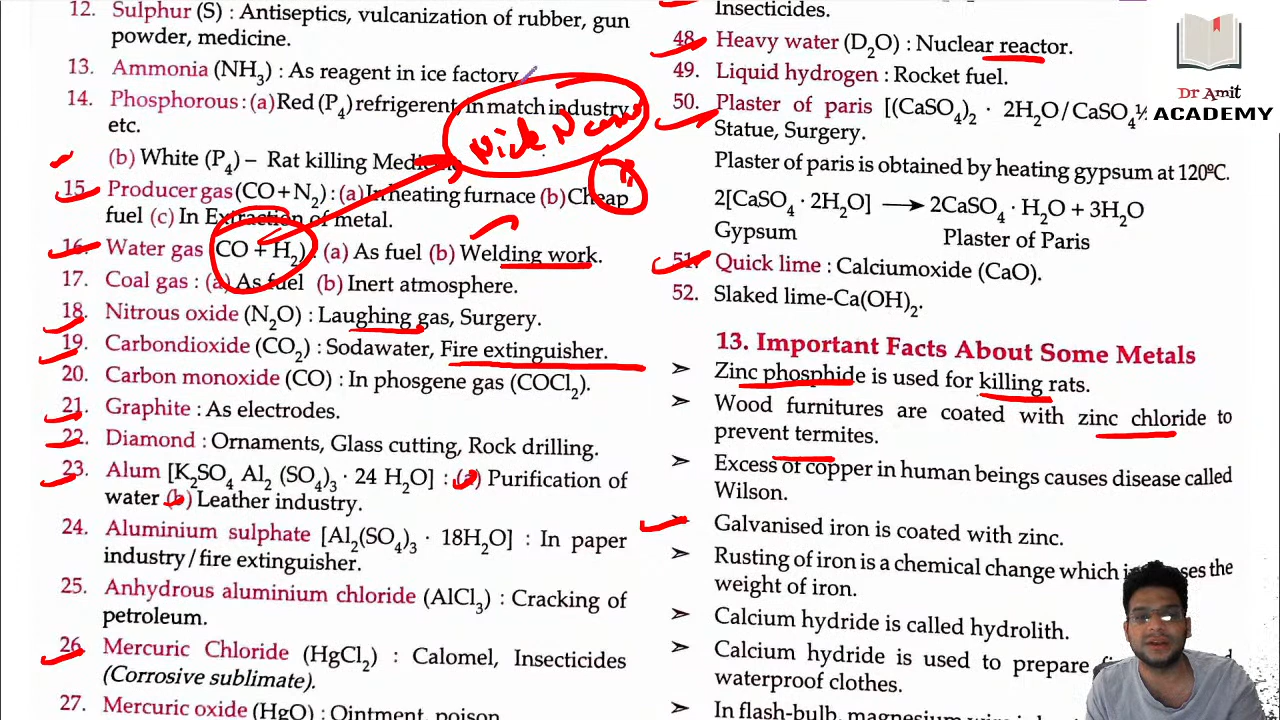 12. Sulphur (S) : Antiseptics, vulcanization of rubber, gun
powder, medicine.
13. Ammonia (NH3) : As reagent in ice factory
14. Phosphorous : (a) Red (P4) refrigerent in match industry
etc.
(b) White (P4) – Rat killing
15. Producer gas (CO + N2) : (a) In heating furnace (b) Cheap
fuel (c) In Extraction of metal.
16. Water gas (CO + H2) : (a) As fuel (b) Welding work.
17. Coal gas : (a) As fuel (b) Inert atmosphere.
18. Nitrous oxide (N2O) : Laughing gas, Surgery.
19. Carbondioxide (CO2) : Sodawater, Fire extinguisher.
20. Carbon monoxide (CO) : In phosgene gas (COCl2).
21. Graphite : As electrodes.
22. Diamond : Ornaments, Glass cutting, Rock drilling.
23. Alum [K2SO4 Al2 (SO4)3 · 24 H2O] : (a) Purification of
water (b) Leather industry.
24. Aluminium sulphate [Al2(SO4)3 · 18H2O] : In paper
industry/fire extinguisher.
25. Anhydrous aluminium chloride (AlCl3) : Cracking of
petroleum.
26. Mercuric Chloride (HgCl2) : Calomel, Insecticides
(Corrosive sublimate).
27. Mercuric oxide (HgO) : Ointment, poison
Insecticides.
48. Heavy water (D2O) : Nuclear reactor.
49. Liquid hydrogen : Rocket fuel.
50. Plaster of paris [(CaSO4)2 · 2H2O/CaSO4½
Statue, Surgery.
Plaster of paris is obtained by heating gypsum at 120ºC.
2[CaSO4 · 2H2O] ⟶ 2CaSO4 · H2O + 3H2O
Gypsum Plaster of Paris
51. Quick lime : Calciumoxide (CaO).
52. Slaked lime-Ca(OH)2.
13. Important Facts About Some Metals
➢ Zinc phosphide is used for killing rats.
➢ Wood furnitures are coated with zinc chloride to
prevent termites.
➢ Excess of copper in human beings causes disease called
Wilson.
➢ Galvanised iron is coated with zinc.
➢ Rusting of iron is a chemical change which the
weight of iron.
➢ Calcium hydride is called hydrolith.
➢ Calcium hydride is used to prepare
waterproof clothes.
➢ In flash-bulb, magnesium wire is
Dr Amit
ACADEMY